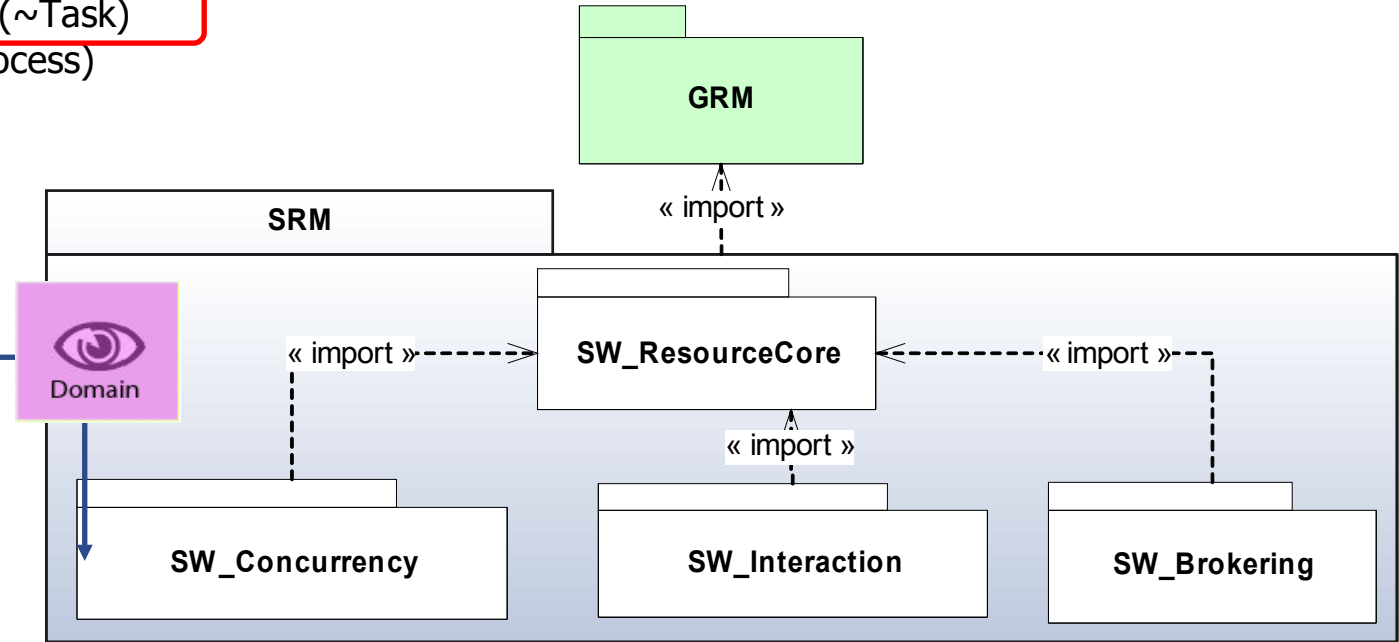 (~Task)
ocess)
GRM
« import »
SRM
« import »
SW_ResourceCore
« import »
Domain
« import »
SW_Concurrency
SW_Interaction
SW_Brokering